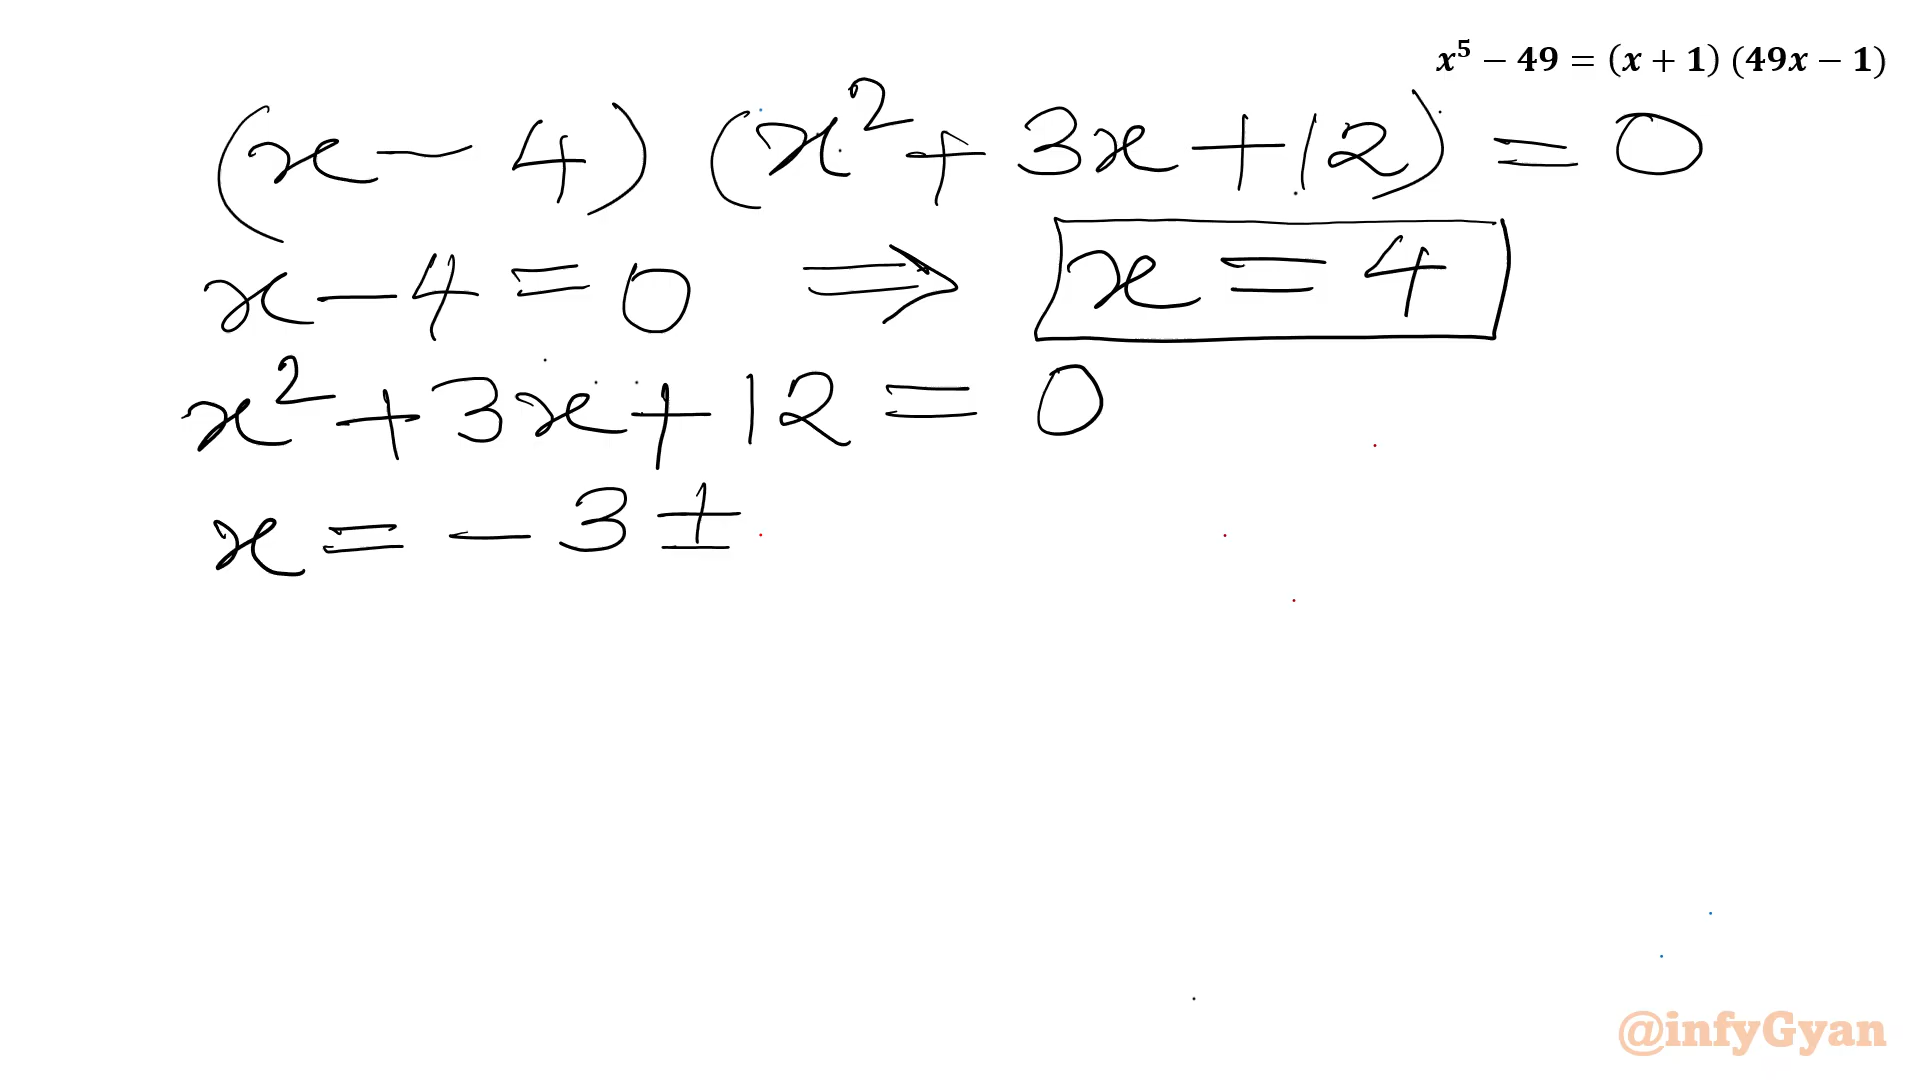 x⁵ − 49 = (x + 1) (49x − 1)
(x − 4) (x² + 3x + 12) = 0
x − 4 = 0 ⇒ x = 4
x² + 3x + 12 = 0
x = − 3 ±
@infyGyan